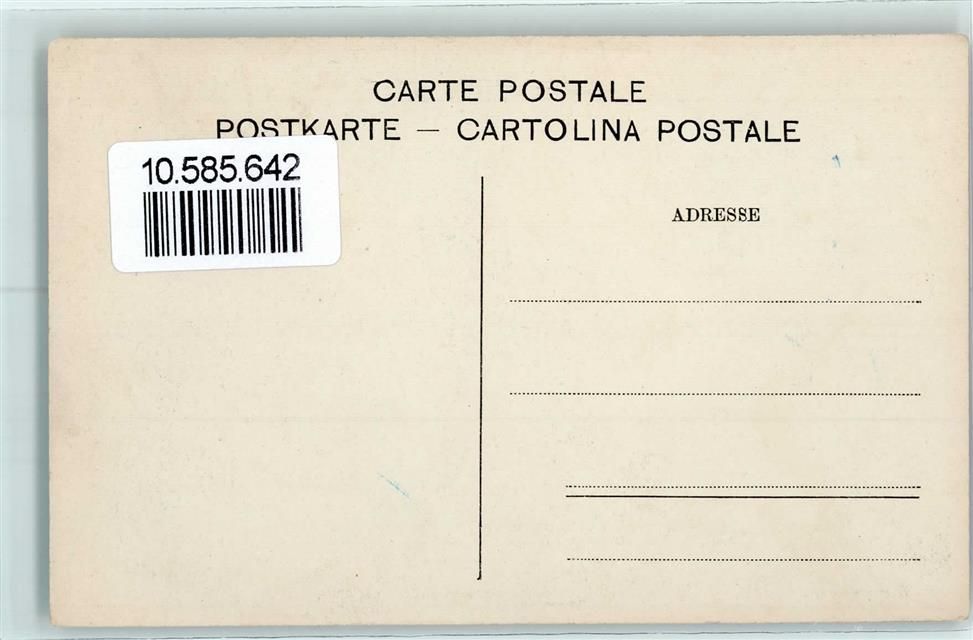 CARTE POSTALE
POSTKARTE — CARTOLINA POSTALE
10.585.642
ADRESSE